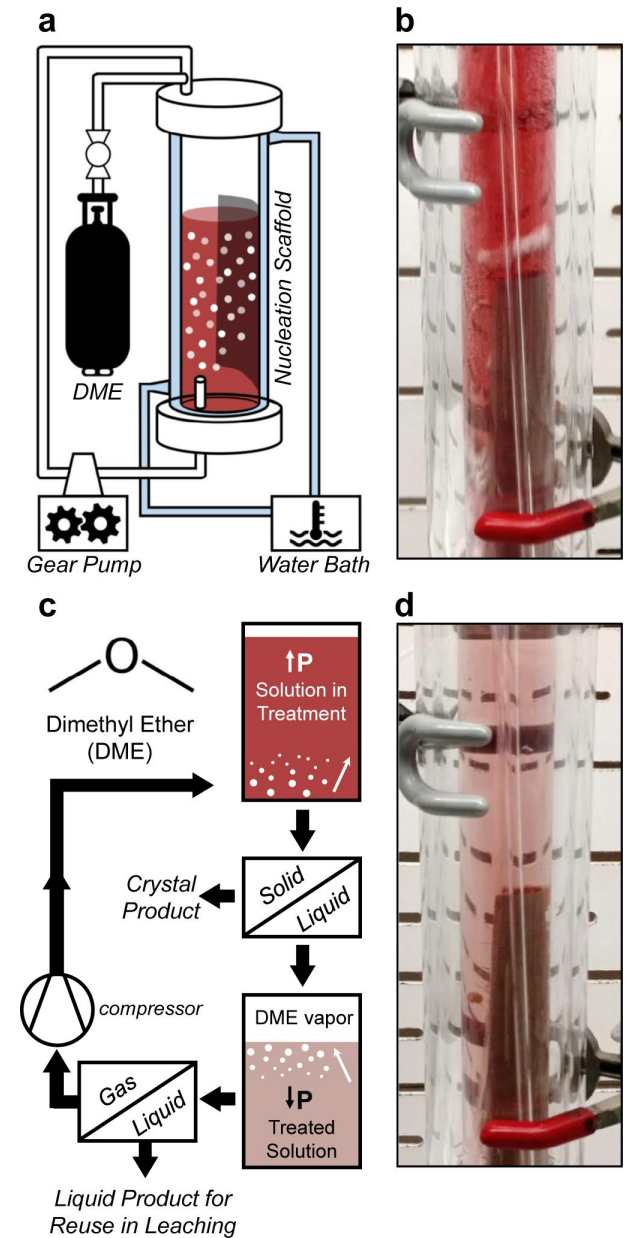 a
DME
Nucleation Scaffold
Gear Pump
Water Bath
b
c
O
Dimethyl Ether
(DME)
↑P
Solution in
Treatment
Solid
Liquid
Crystal
Product
compressor
DME vapor
↓P
Treated
Solution
Gas
Liquid
Liquid Product for
Reuse in Leaching
d